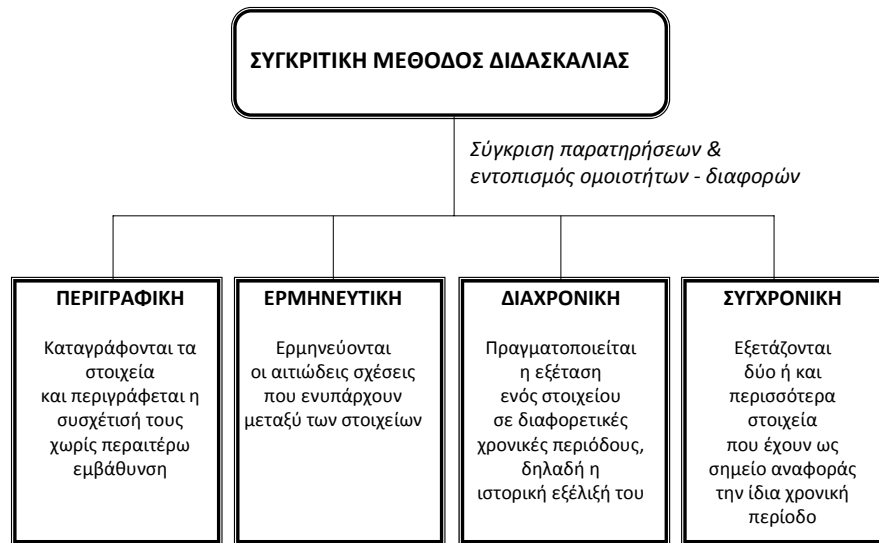 ΣΥΓΚΡΙΤΙΚΗ ΜΕΘΟΔΟΣ ΔΙΔΑΣΚΑΛΙΑΣ
Σύγκριση παρατηρήσεων &
εντοπισμός ομοιοτήτων - διαφορών
ΠΕΡΙΓΡΑΦΙΚΗ
Καταγράφονται τα
στοιχεία
και περιγράφεται η
συσχέτισή τους
χωρίς περαιτέρω
εμβάθυνση
ΕΡΜΗΝΕΥΤΙΚΗ
Ερμηνεύονται
οι αιτιώδεις σχέσεις
που ενυπάρχουν
μεταξύ των στοιχείων
ΔΙΑΧΡΟΝΙΚΗ
Πραγματοποιείται
η εξέταση
ενός στοιχείου
σε διαφορετικές
χρονικές περιόδους,
δηλαδή η
ιστορική εξέλιξή του
ΣΥΓΧΡΟΝΙΚΗ
Εξετάζονται
δύο ή και
περισσότερα
στοιχεία
που έχουν ως
σημείο αναφοράς
την ίδια χρονική
περίοδο